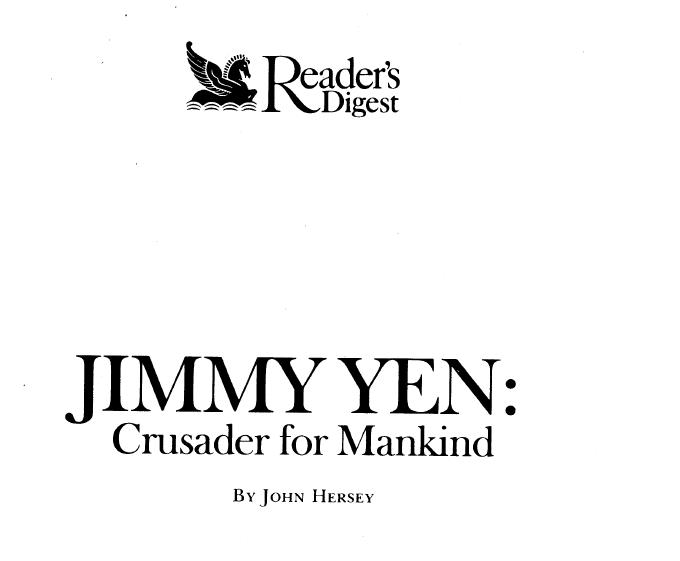 Reader's
Digest
JIMMY YEN:
Crusader for Mankind
BY JOHN HERSEY